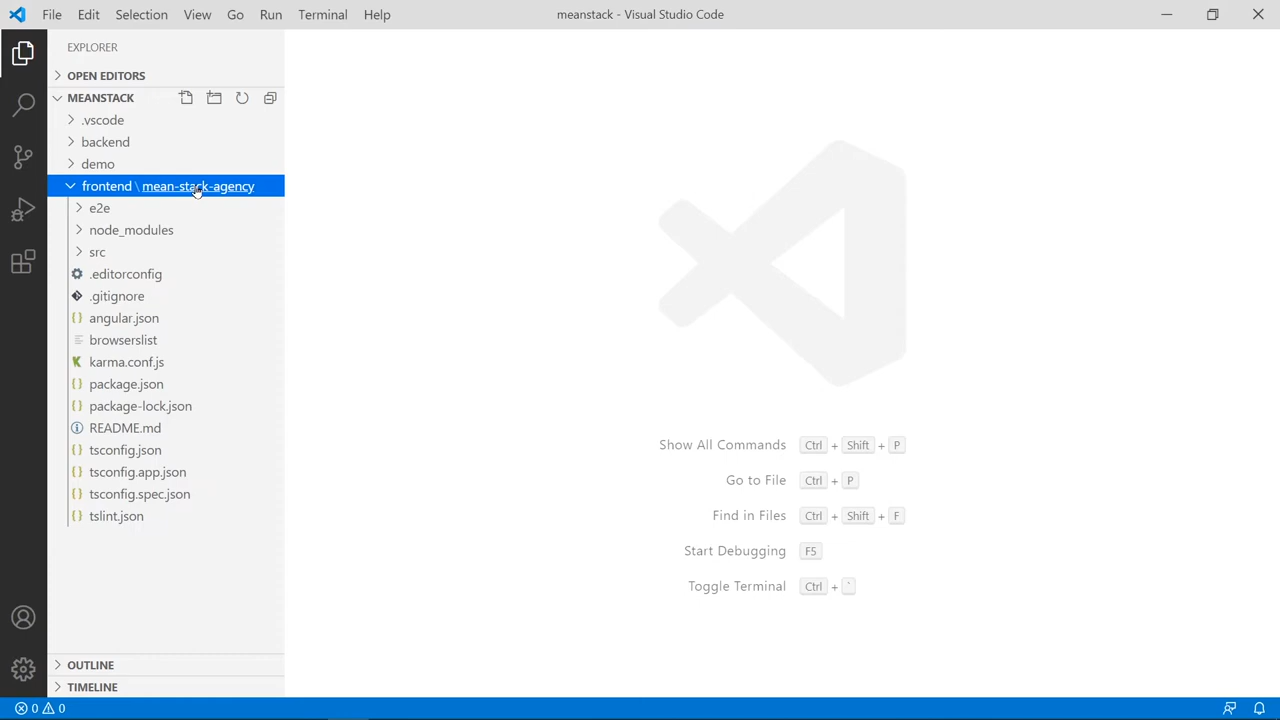 File Edit Selection View Go Run Terminal Help
meanstack - Visual Studio Code
EXPLORER
OPEN EDITORS
MEANSTACK
.vscode
backend
demo
frontend \ mean-stack-agency
e2e
node_modules
src
.editorconfig
.gitignore
angular.json
browserslist
karma.conf.js
package.json
package-lock.json
README.md
tsconfig.json
tsconfig.app.json
tsconfig.spec.json
tslint.json
OUTLINE
TIMELINE
Show All Commands Ctrl + Shift + P
Go to File Ctrl + P
Find in Files Ctrl + Shift + F
Start Debugging F5
Toggle Terminal Ctrl + `
0 0